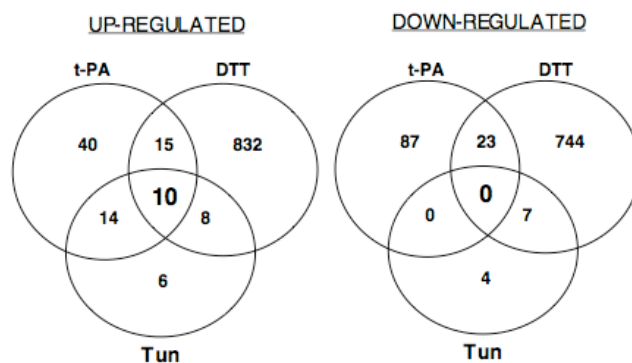 UP-REGULATED DOWN-REGULATED
t-PA DTT t-PA DTT
40 15 832 87 23 744
10 0
14 8 0 7
6 4
Tun Tun